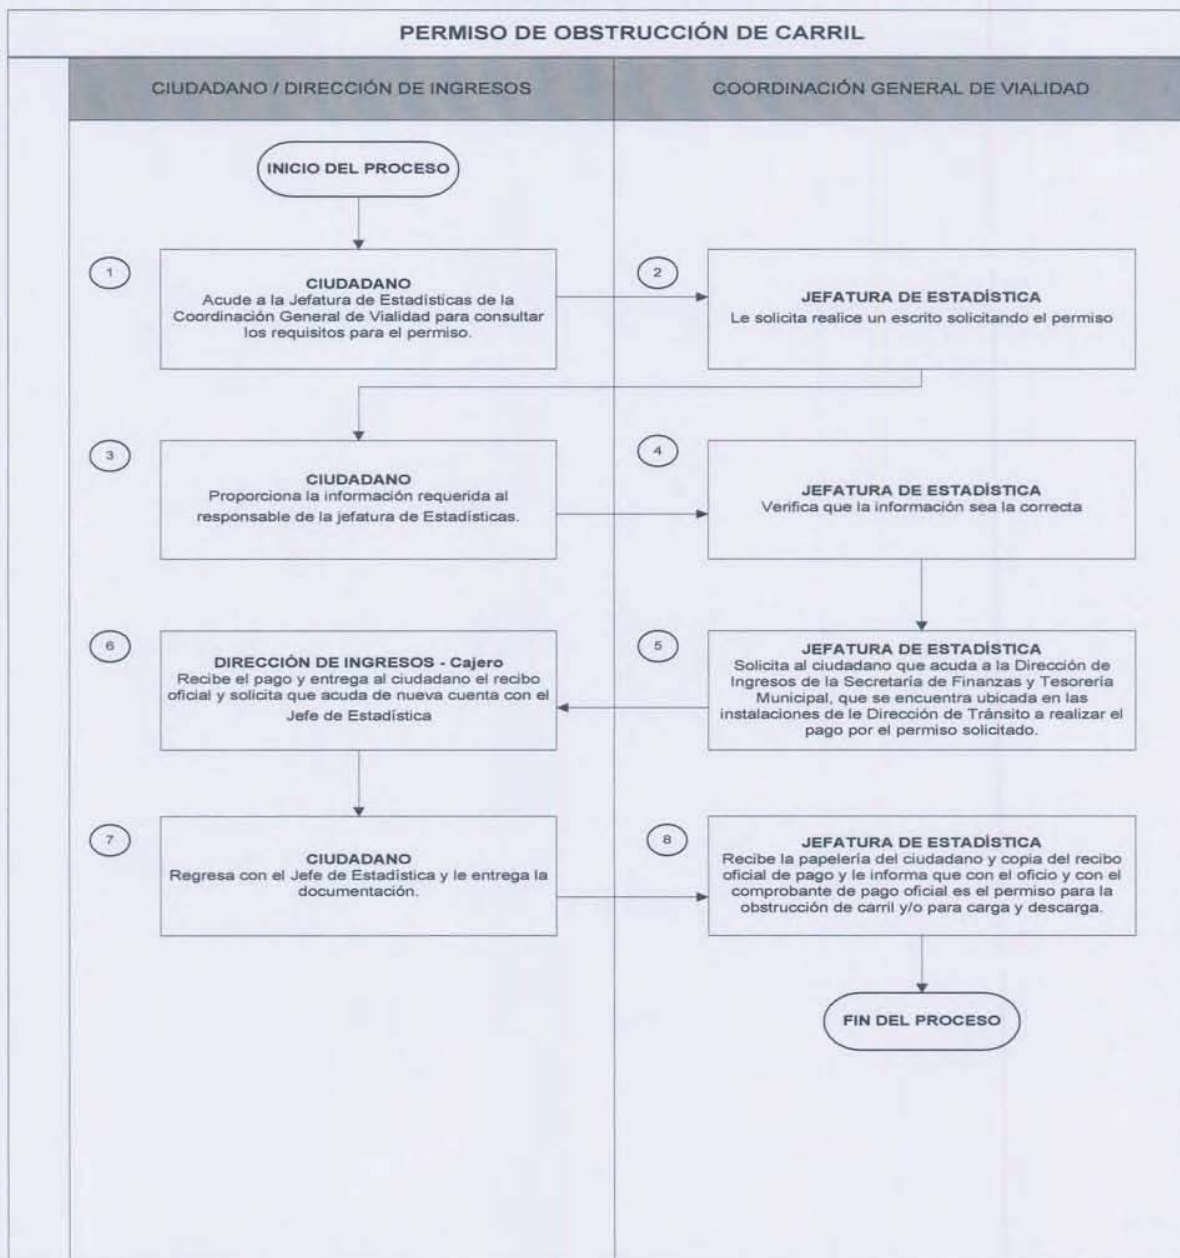 PERMISO DE OBSTRUCCIÓN DE CARRIL
CIUDADANO / DIRECCIÓN DE INGRESOS
COORDINACIÓN GENERAL DE VIALIDAD
INICIO DEL PROCESO
1
CIUDADANO
Acude a la Jefatura de Estadísticas de la
Coordinación General de Vialidad para consultar
los requisitos para el permiso.
2
JEFATURA DE ESTADÍSTICA
Le solicita realice un escrito solicitando el permiso
3
CIUDADANO
Proporciona la información requerida al
responsable de la jefatura de Estadísticas.
4
JEFATURA DE ESTADÍSTICA
Verifica que la información sea la correcta
5
JEFATURA DE ESTADÍSTICA
Solicita al ciudadano que acuda a la Dirección de
Ingresos de la Secretaría de Finanzas y Tesorería
Municipal, que se encuentra ubicada en las
instalaciones de le Dirección de Tránsito a realizar el
pago por el permiso solicitado.
6
DIRECCIÓN DE INGRESOS - Cajero
Recibe el pago y entrega al ciudadano el recibo
oficial y solicita que acuda de nueva cuenta con el
Jefe de Estadística
7
CIUDADANO
Regresa con el Jefe de Estadística y le entrega la
documentación.
8
JEFATURA DE ESTADÍSTICA
Recibe la papelería del ciudadano y copia del recibo
oficial de pago y le informa que con el oficio y con el
comprobante de pago oficial es el permiso para la
obstrucción de carril y/o para carga y descarga.
FIN DEL PROCESO